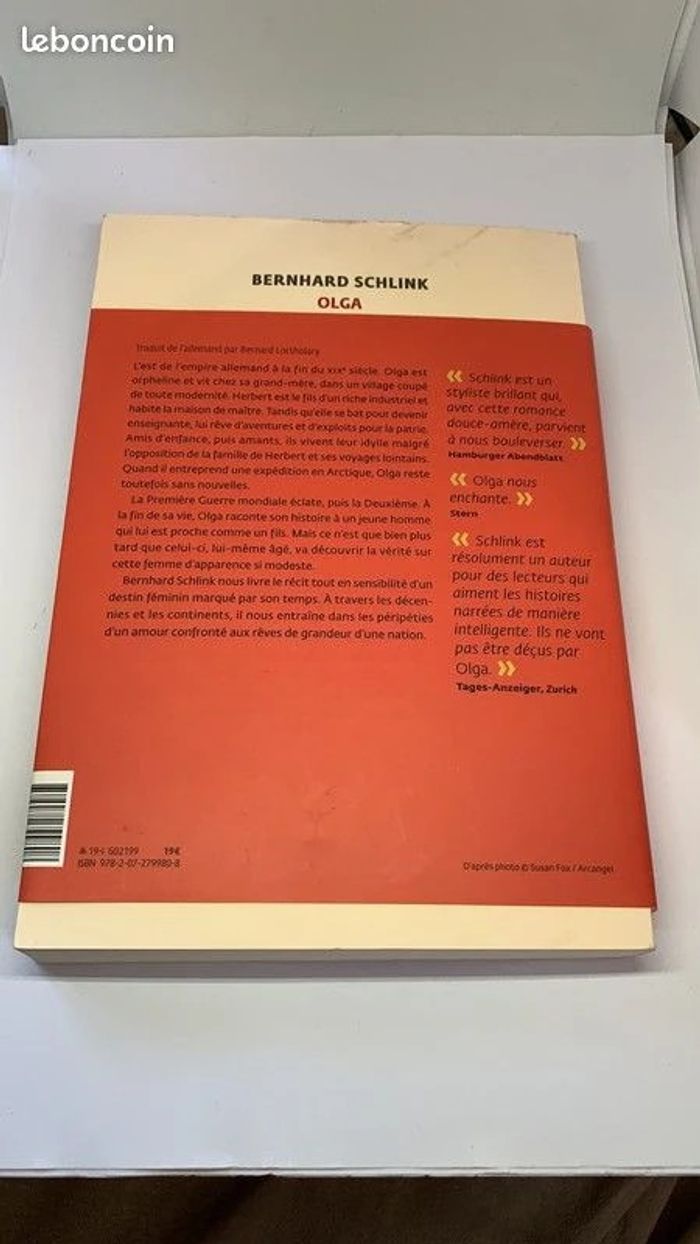 leboncoin
BERNHARD SCHLINK
OLGA
Traduit de l'allemand par Bernard Lortholary
L'est de l'empire allemand à la fin du XIXᵉ siècle. Olga est
orpheline et vit chez sa grand-mère, dans un village coupé
de toute modernité. Herbert est le fils d'un riche industriel et
habite la maison de maître. Tandis qu'elle se bat pour devenir
enseignante, lui rêve d'aventures et d'exploits pour la patrie.
Amis d'enfance, puis amants, ils vivent leur idylle malgré
l'opposition de la famille de Herbert et ses voyages lointains.
Quand il entreprend une expédition en Arctique, Olga reste
toutefois sans nouvelles.
La Première Guerre mondiale éclate, puis la Deuxième. À
la fin de sa vie, Olga raconte son histoire à un jeune homme
qui lui est proche comme un fils. Mais ce n'est que bien plus
tard que celui-ci, lui-même âgé, va découvrir la vérité sur
cette femme d'apparence si modeste.
Bernhard Schlink nous livre le récit tout en sensibilité d'un
destin féminin marqué par son temps. À travers les décen-
nies et les continents, il nous entraîne dans les péripéties
d'un amour confronté aux rêves de grandeur d'une nation.
« Schlink est un
styliste brillant qui,
avec cette romance
douce-amère, parvient
à nous bouleverser. »
Hamburger Abendblatt
« Olga nous
enchante. »
Stern
« Schlink est
résolument un auteur
pour des lecteurs qui
aiment les histoires
narrées de manière
intelligente. Ils ne vont
pas être déçus par
Olga. »
Tages-Anzeiger, Zurich
19-I G02199 19€
ISBN 978-2-07-279980-8
D'après photo © Susan Fox / Arcangel